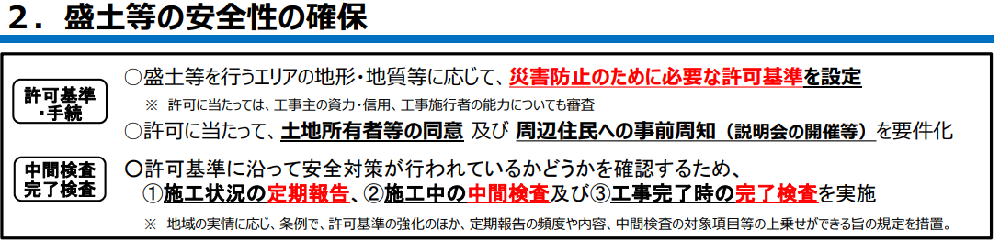 2．盛土等の安全性の確保
許可基準
・手続
○盛土等を行うエリアの地形・地質等に応じて、災害防止のために必要な許可基準を設定
※ 許可に当たっては、工事主の資力・信用、工事施行者の能力についても審査
○許可に当たって、土地所有者等の同意 及び 周辺住民への事前周知（説明会の開催等）を要件化
中間検査
完了検査
○許可基準に沿って安全対策が行われているかどうかを確認するため、
①施工状況の定期報告、②施工中の中間検査及び③工事完了時の完了検査を実施
※ 地域の実情に応じ、条例で、許可基準の強化のほか、定期報告の頻度や内容、中間検査の対象項目等の上乗せができる旨の規定を措置。